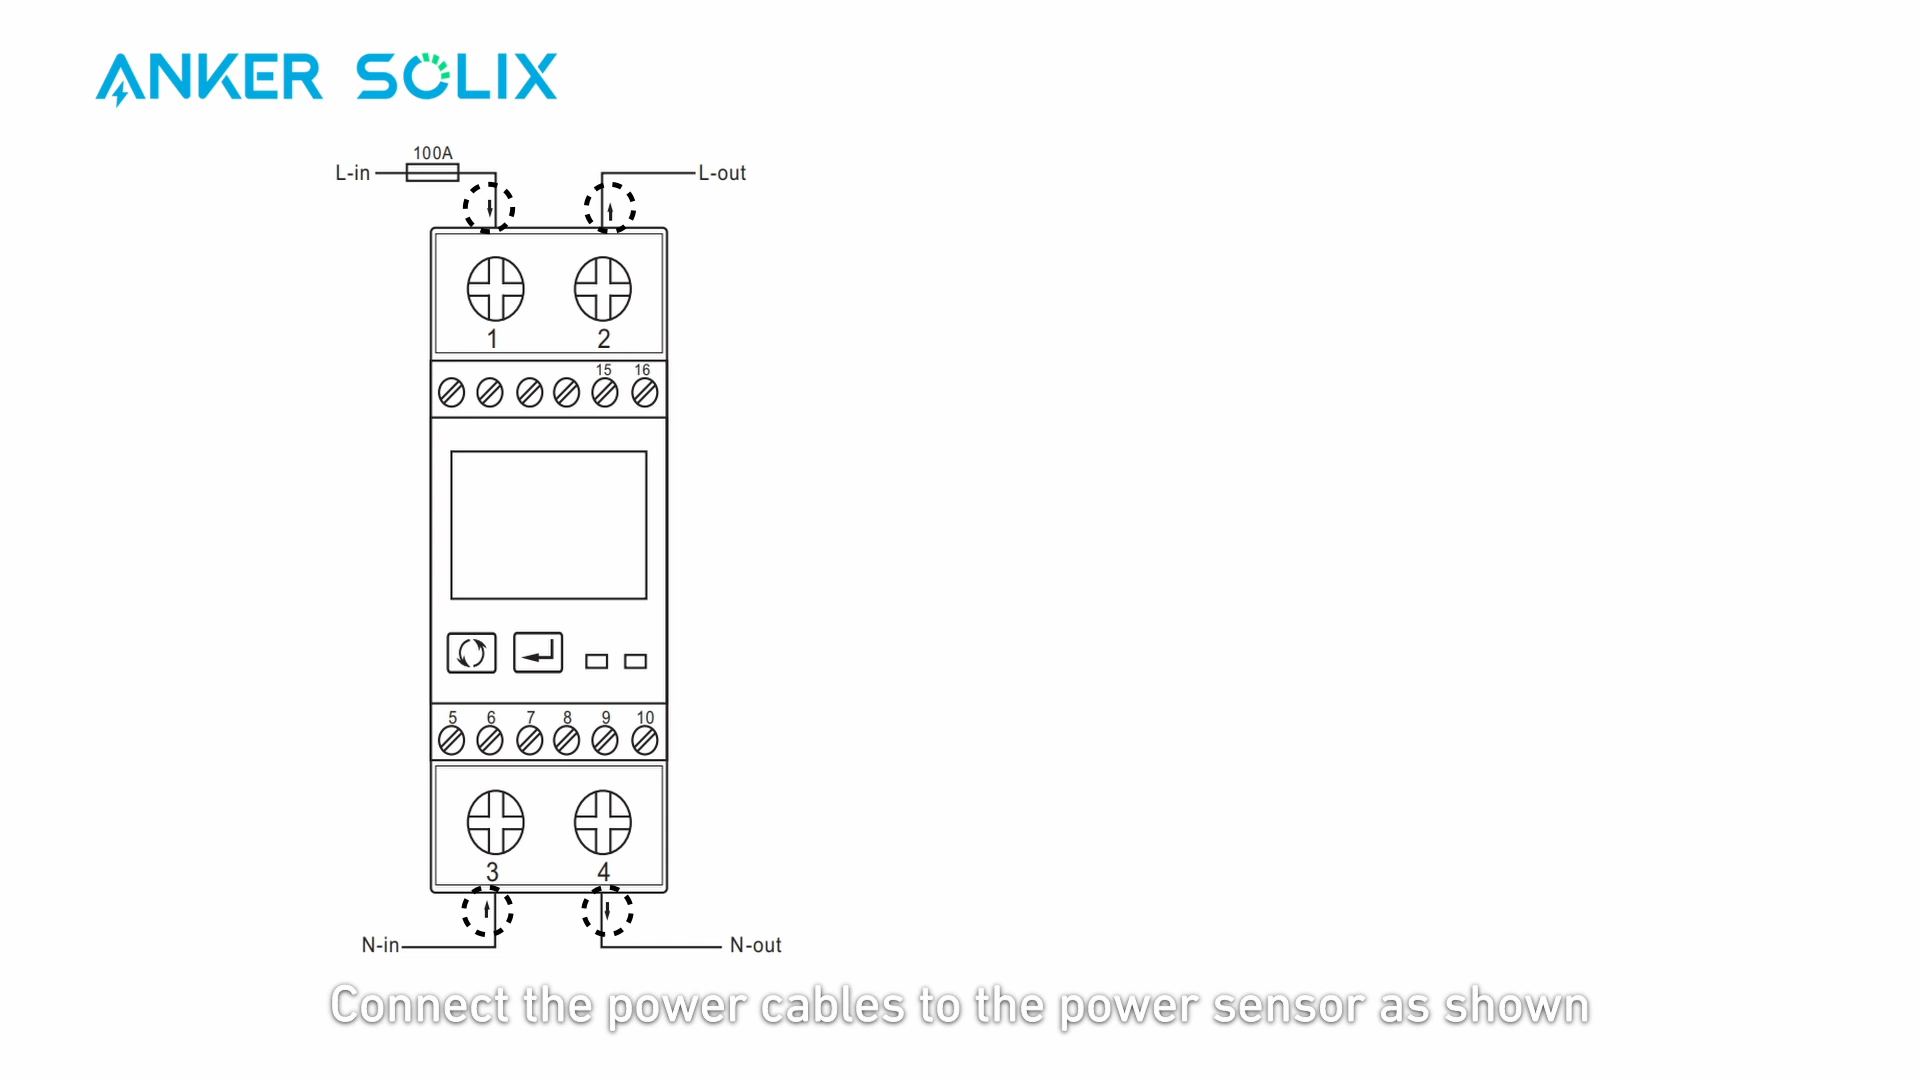 ANKER SOLIX
100A
L-in
L-out
1 2
15 16
5 6 7 8 9 10
3 4
N-in
N-out
Connect the power cables to the power sensor as shown